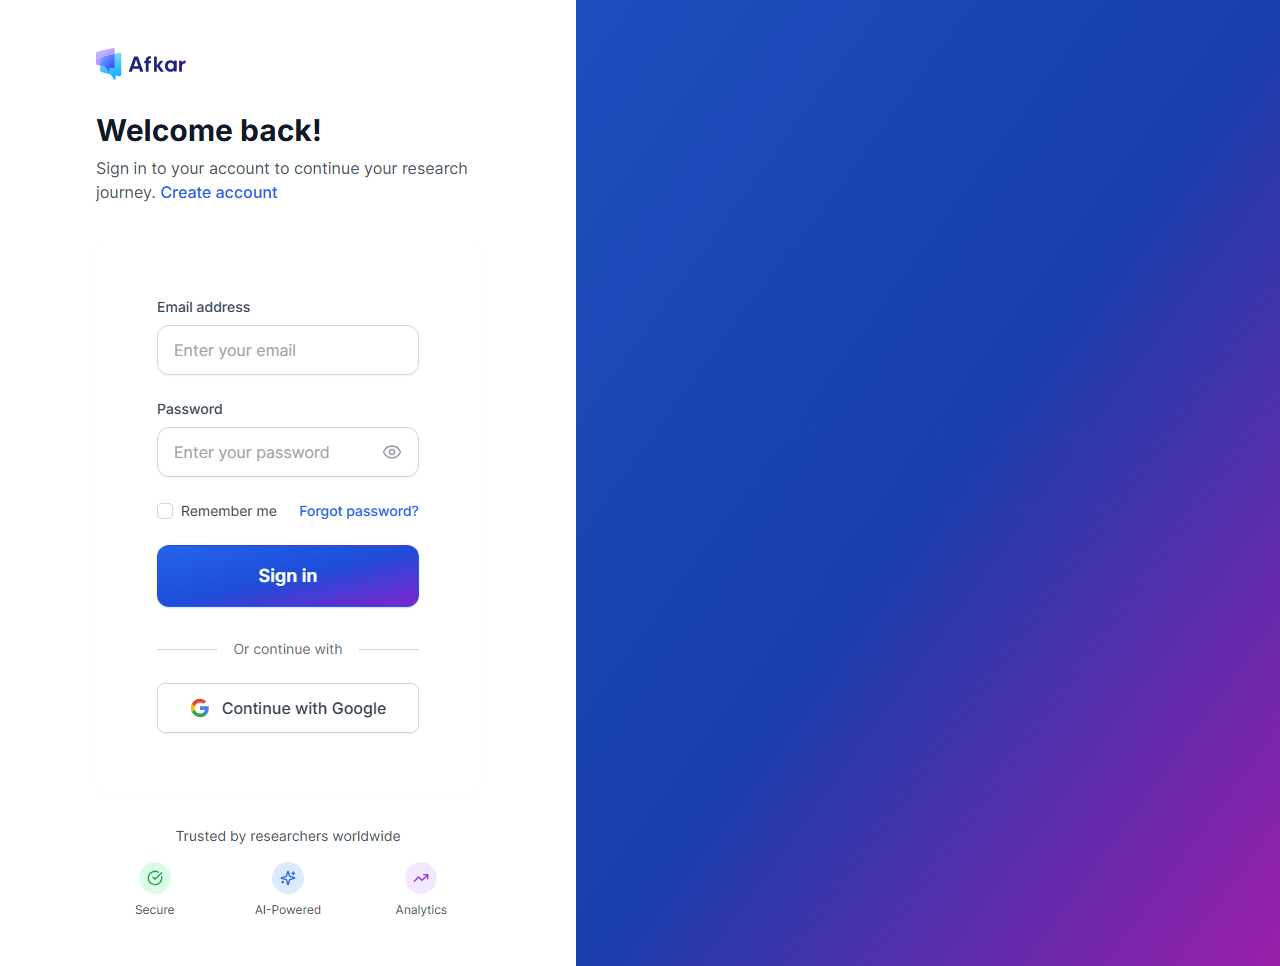 Afkar
Welcome back!
Sign in to your account to continue your research
journey. Create account
Email address
Enter your email
Password
Enter your password
Remember me
Forgot password?
Sign in
Or continue with
Continue with Google
Trusted by researchers worldwide
Secure
AI-Powered
Analytics